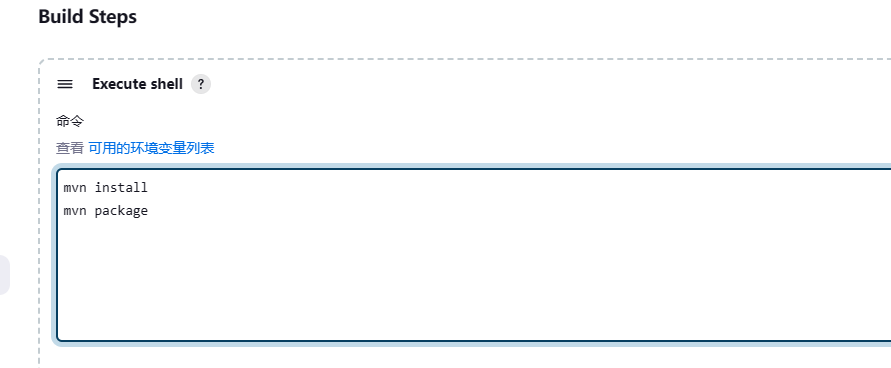 Build Steps
Execute shell ?
命令
查看 可用的环境变量列表
mvn install
mvn package